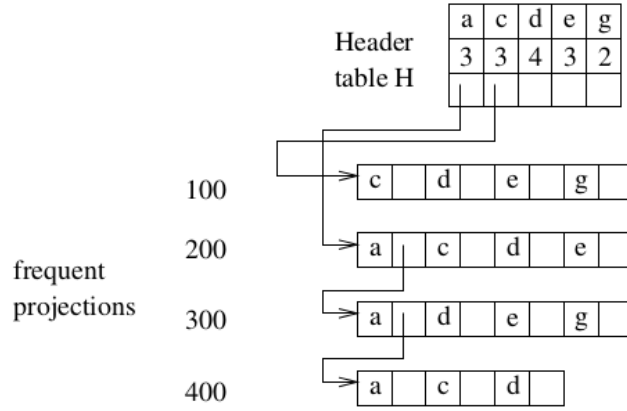 a c d e g
Header
3 3 4 3 2
table H
100 c d e g
200 a c d e
frequent
projections
300 a d e g
400 a c d